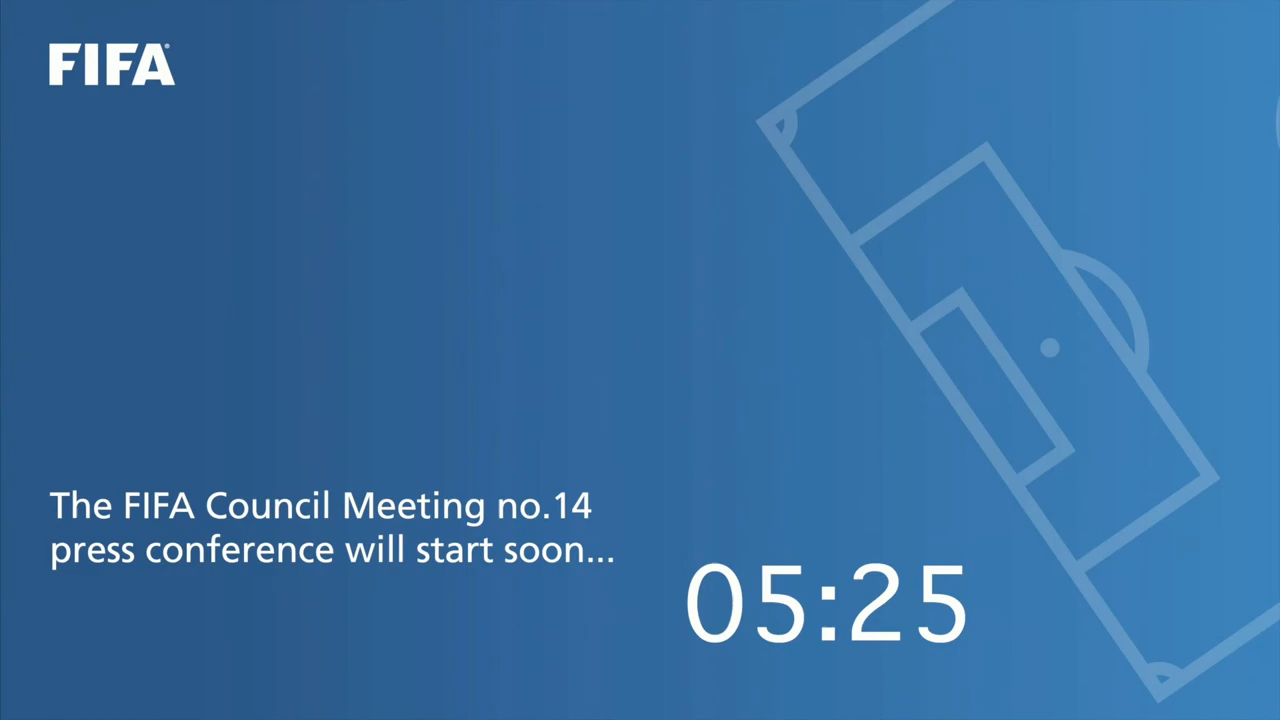 FIFA
The FIFA Council Meeting no.14
press conference will start soon...
05:25